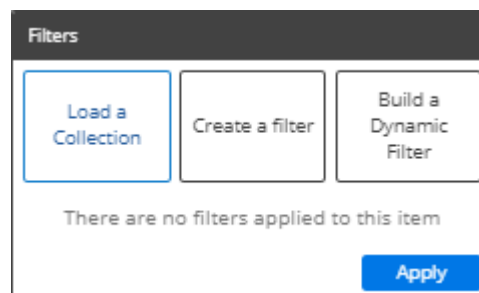 Filters
Load a
Collection
Create a filter
Build a
Dynamic
Filter
There are no filters applied to this item
Apply